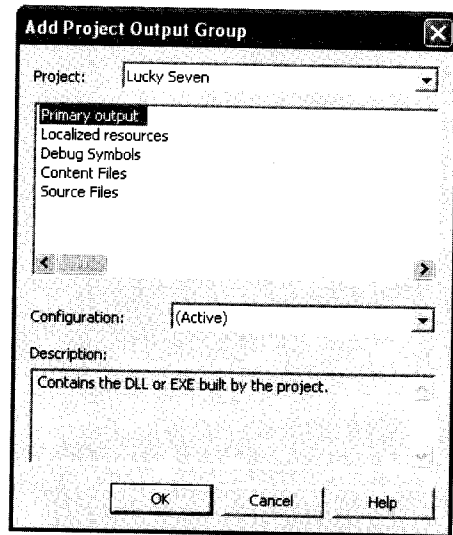 Add Project Output Group
Project: Lucky Seven
Primary output
Localized resources
Debug Symbols
Content Files
Source Files
Configuration: (Active)
Description:
Contains the DLL or EXE built by the project.
OK Cancel Help